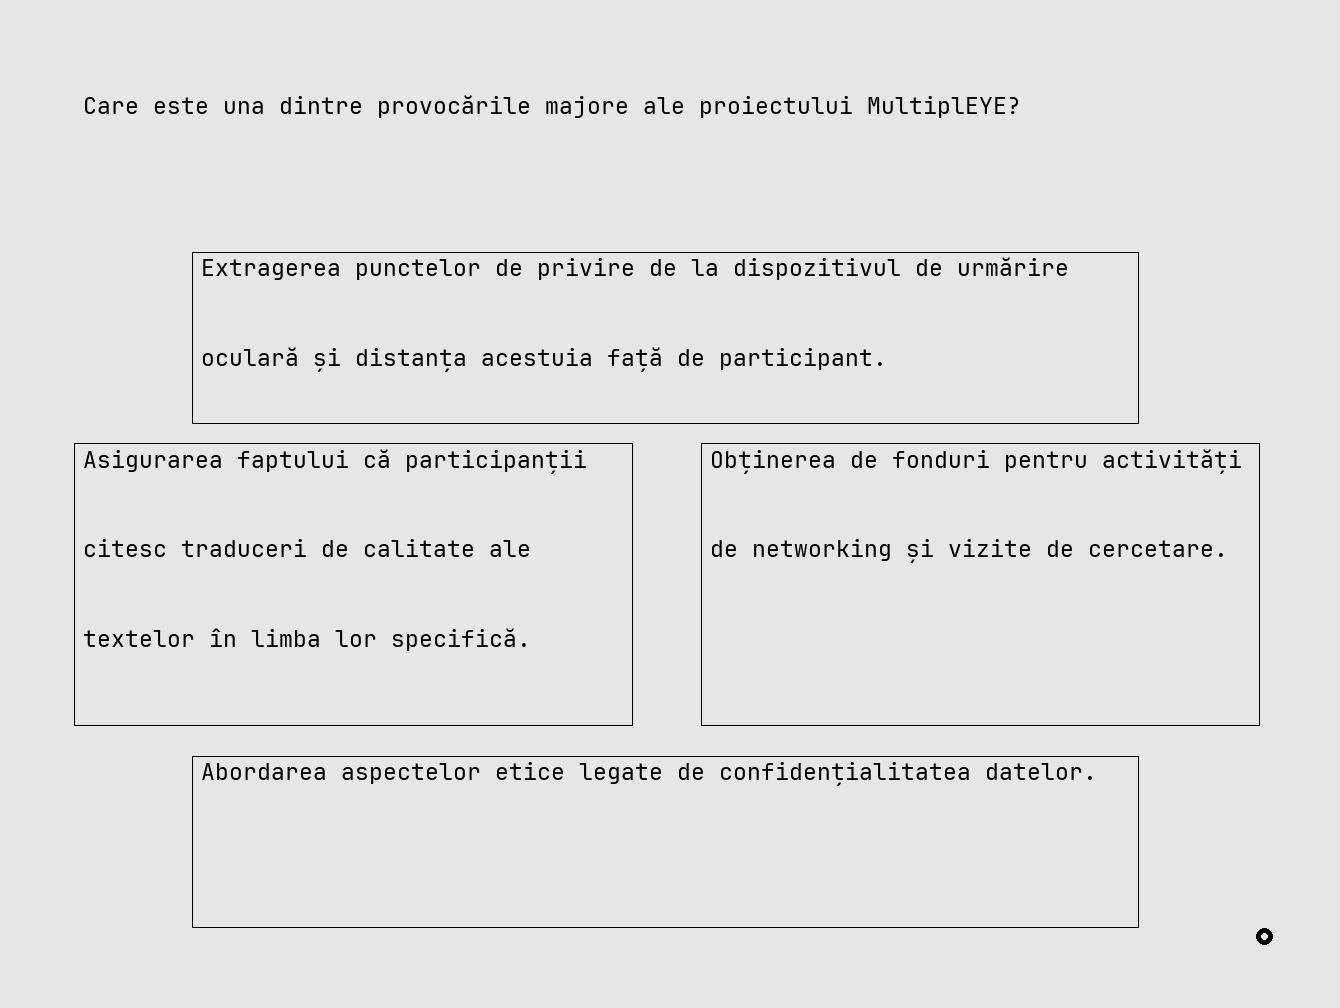 Care este una dintre provocările majore ale proiectului MultiplEYE?
Extragerea punctelor de privire de la dispozitivul de urmărire
oculară și distanța acestuia față de participant.
Asigurarea faptului că participanții
citesc traduceri de calitate ale
textelor în limba lor specifică.
Obținerea de fonduri pentru activități
de networking și vizite de cercetare.
Abordarea aspectelor etice legate de confidențialitatea datelor.